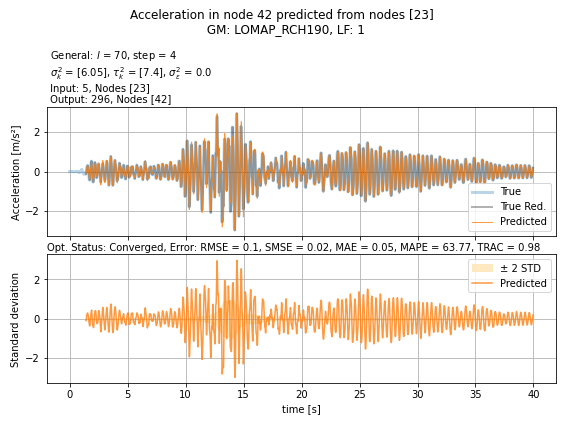 Acceleration in node 42 predicted from nodes [23]
GM: LOMAP_RCH190, LF: 1
General: l = 70, step = 4
σ²ₖ = [6.05], τ²ₖ = [7.4], σ²ε = 0.0
Input: 5, Nodes [23]
Output: 296, Nodes [42]
Acceleration [m/s²]
2
0
−2
True
True Red.
Predicted
Opt. Status: Converged, Error: RMSE = 0.1, SMSE = 0.02, MAE = 0.05, MAPE = 63.77, TRAC = 0.98
Standard deviation
2
0
−2
± 2 STD
Predicted
0 5 10 15 20 25 30 35 40
time [s]